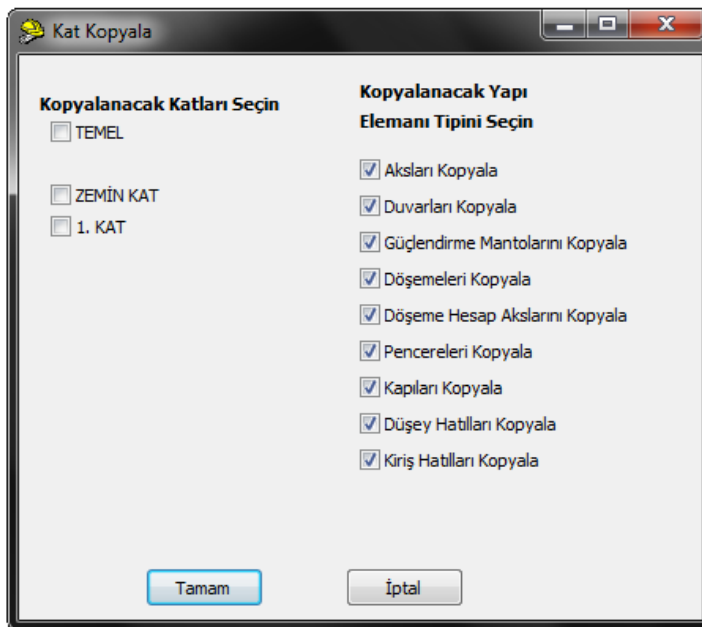 Kat Kopyala
Kopyalanacak Katları Seçin
TEMEL
ZEMİN KAT
1. KAT
Kopyalanacak Yapı
Elemanı Tipini Seçin
Aksları Kopyala
Duvarları Kopyala
Güçlendirme Mantolarını Kopyala
Döşemeleri Kopyala
Döşeme Hesap Akslarını Kopyala
Pencereleri Kopyala
Kapıları Kopyala
Düşey Hatılları Kopyala
Kiriş Hatılları Kopyala
Tamam
İptal